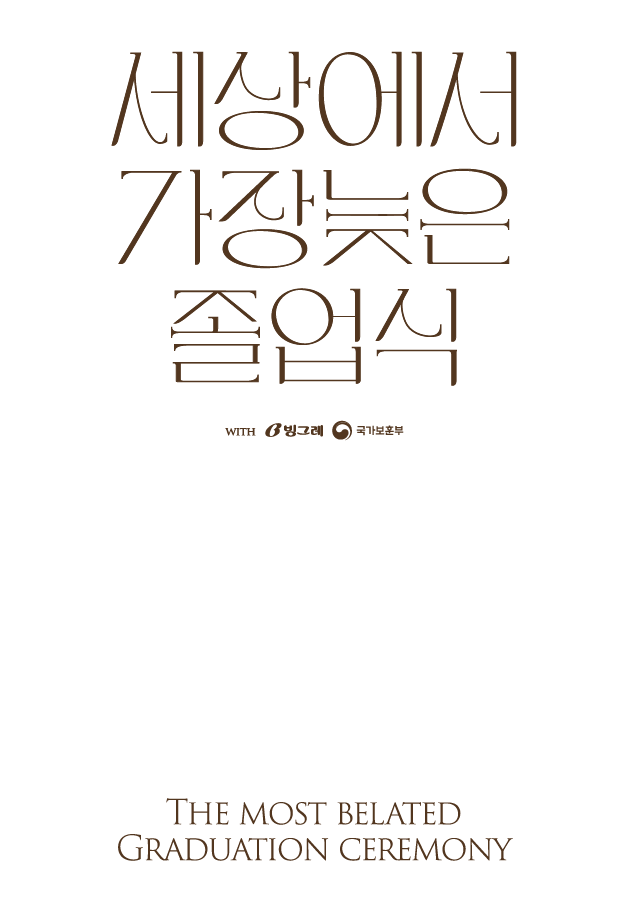 세상에서
가장늦은
졸업식
WITH 빙그레 국가보훈부
THE MOST BELATED
GRADUATION CEREMONY